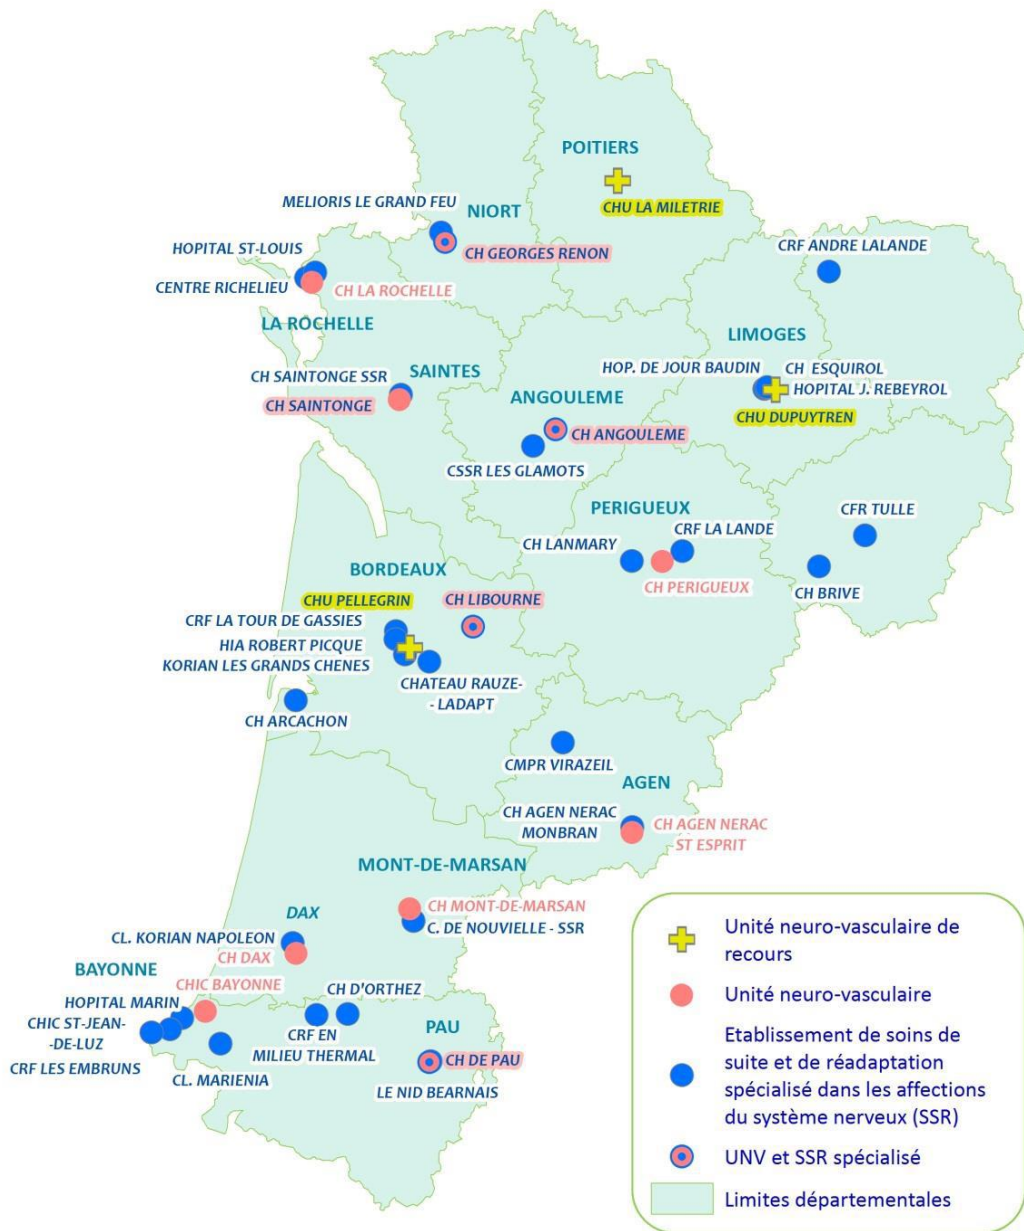 POITIERS
CHU LA MILETRIE
MELIORIS LE GRAND FEU
NIORT
CH GEORGES RENON
HOPITAL ST-LOUIS
CENTRE RICHELIEU
CH LA ROCHELLE
LA ROCHELLE
CRF ANDRE LALANDE
LIMOGES
HOP. DE JOUR BAUDIN
CH ESQUIROL
HOPITAL J. REBEYROL
CHU DUPUYTREN
CH SAINTONGE SSR
SAINTES
CH SAINTONGE
ANGOULEME
CH ANGOULEME
CSSR LES GLAMOTS
PERIGUEUX
CRF LA LANDE
CH LANMARY
CH PERIGUEUX
CFR TULLE
CH BRIVE
BORDEAUX
CHU PELLEGRIN
CH LIBOURNE
CRF LA TOUR DE GASSIES
HIA ROBERT PICQUE
KORIAN LES GRANDS CHENES
CHATEAU RAUZE-
- LADAPT
CH ARCACHON
CMPR VIRAZEIL
AGEN
CH AGEN NERAC
MONBRAN
CH AGEN NERAC
ST ESPRIT
MONT-DE-MARSAN
CH MONT-DE-MARSAN
C. DE NOUVIELLE - SSR
DAX
CL. KORIAN NAPOLEON
CH DAX
BAYONNE
CHIC BAYONNE
HOPITAL MARIN
CHIC ST-JEAN-
-DE-LUZ
CRF LES EMBRUNS
CL. MARIENIA
CH D'ORTHEZ
CRF EN
MILIEU THERMAL
PAU
CH DE PAU
LE NID BEARNAIS
Unité neuro-vasculaire de
recours
Unité neuro-vasculaire
Etablissement de soins de
suite et de réadaptation
spécialisé dans les affections
du système nerveux (SSR)
UNV et SSR spécialisé
Limites départementales